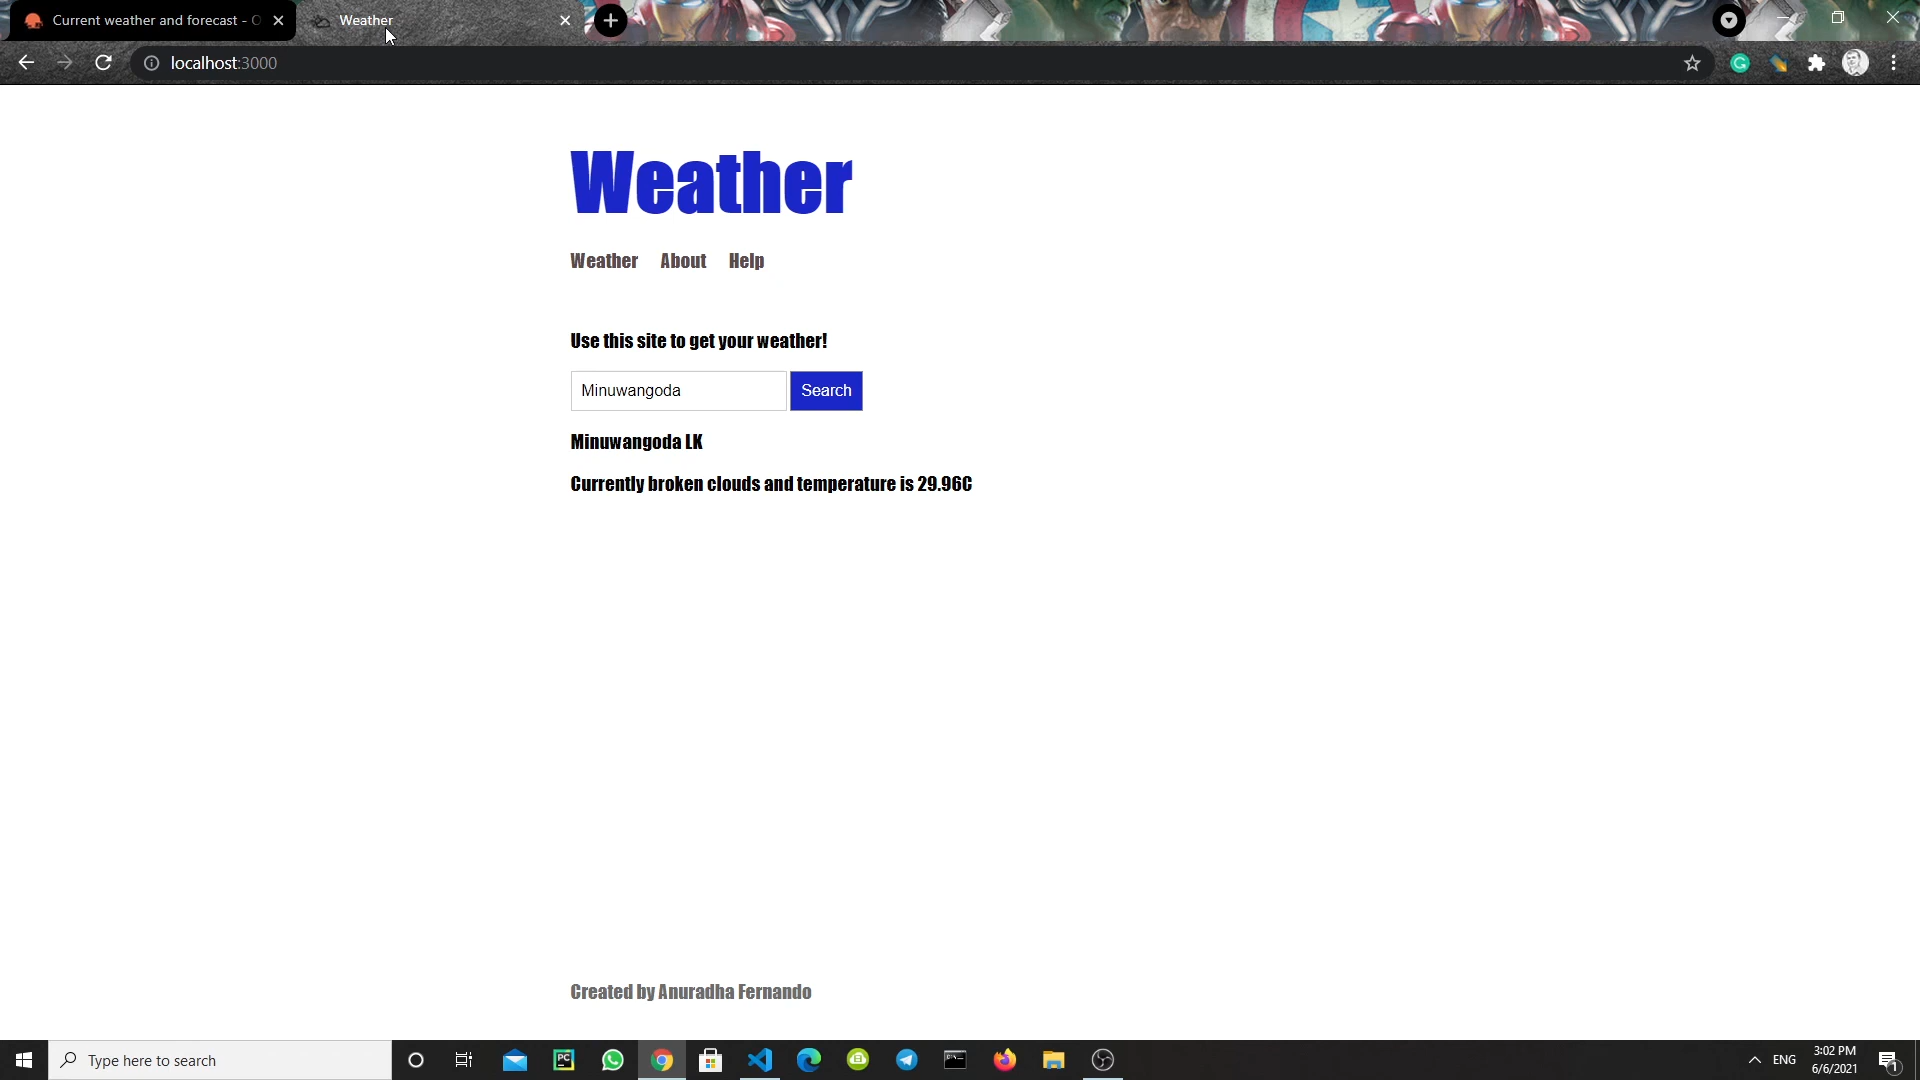 Current weather and forecast - O
Weather
localhost:3000
Weather
Weather About Help
Use this site to get your weather!
Minuwangoda Search
Minuwangoda LK
Currently broken clouds and temperature is 29.96C
Created by Anuradha Fernando
Type here to search
PC
ENG
3:02 PM
6/6/2021
1